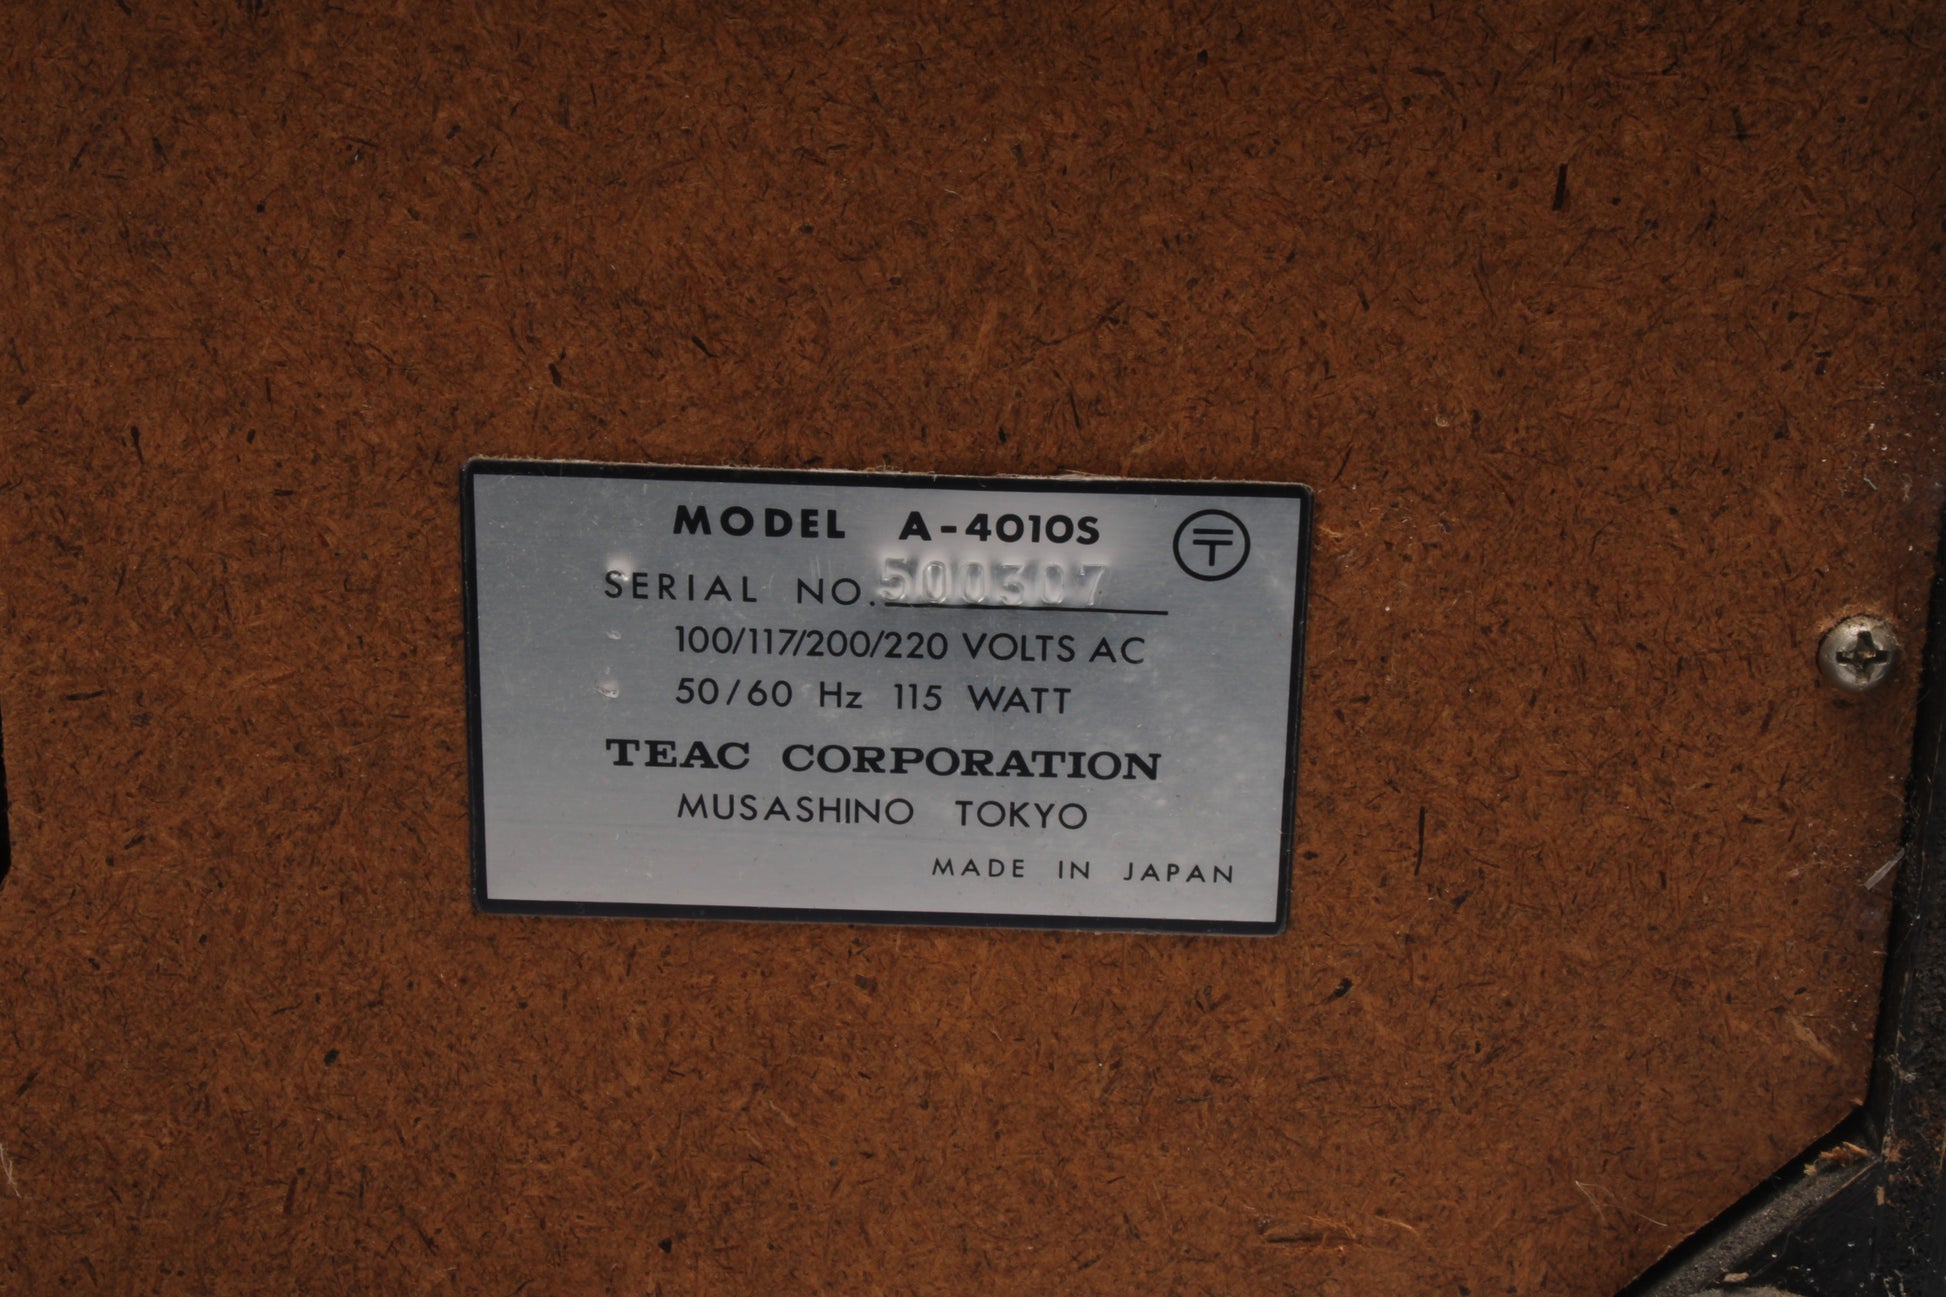 MODEL A-4010S
SERIAL NO. 500307
100/117/200/220 VOLTS AC
50/60 Hz 115 WATT
TEAC CORPORATION
MUSASHINO TOKYO
MADE IN JAPAN